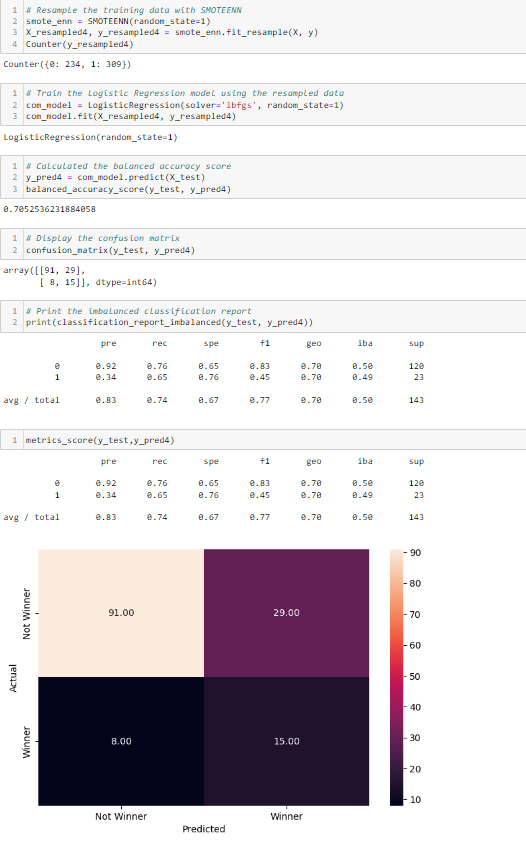 1 # Resample the training data with SMOTEENN
2 smote_enn = SMOTEENN(random_state=1)
3 X_resampled4, y_resampled4 = smote_enn.fit_resample(X, y)
4 Counter(y_resampled4)
Counter({0: 234, 1: 309})
1 # Train the Logistic Regression model using the resampled data
2 com_model = LogisticRegression(solver='lbfgs', random_state=1)
3 com_model.fit(X_resampled4, y_resampled4)
LogisticRegression(random_state=1)
1 # Calculated the balanced accuracy score
2 y_pred4 = com_model.predict(X_test)
3 balanced_accuracy_score(y_test, y_pred4)
0.7052536231884058
1 # Display the confusion matrix
2 confusion_matrix(y_test, y_pred4)
array([[91, 29],
[ 8, 15]], dtype=int64)
1 # Print the imbalanced classification report
2 print(classification_report_imbalanced(y_test, y_pred4))
pre rec spe f1 geo iba sup
0 0.92 0.76 0.65 0.83 0.70 0.50 120
1 0.34 0.65 0.76 0.45 0.70 0.49 23
avg / total 0.83 0.74 0.67 0.77 0.70 0.50 143
1 metrics_score(y_test,y_pred4)
pre rec spe f1 geo iba sup
0 0.92 0.76 0.65 0.83 0.70 0.50 120
1 0.34 0.65 0.76 0.45 0.70 0.49 23
avg / total 0.83 0.74 0.67 0.77 0.70 0.50 143
Actual
Not Winner
Winner
91.00 29.00
8.00 15.00
Not Winner Winner
Predicted
90
80
70
60
50
40
30
20
10